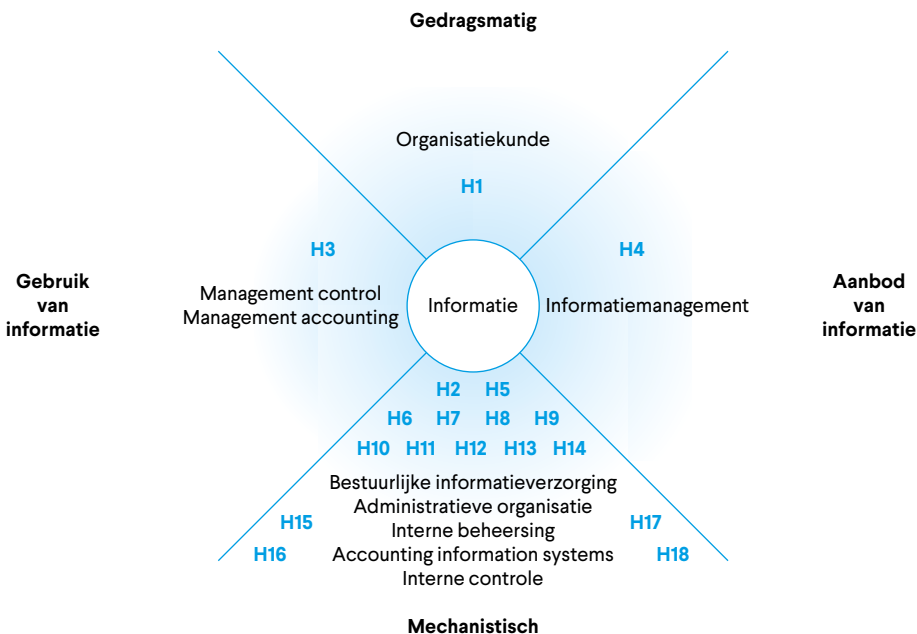 Gedragsmatig
Organisatiekunde
H1
H3
H4
Gebruik
van
informatie
Management control
Management accounting
Informatie
Informatiemanagement
Aanbod
van
informatie
H2 H5
H6 H7 H8 H9
H10 H11 H12 H13 H14
Bestuurlijke informatieverzorging
Administratieve organisatie
H15
Interne beheersing
H17
H16
Accounting information systems
H18
Interne controle
Mechanistisch